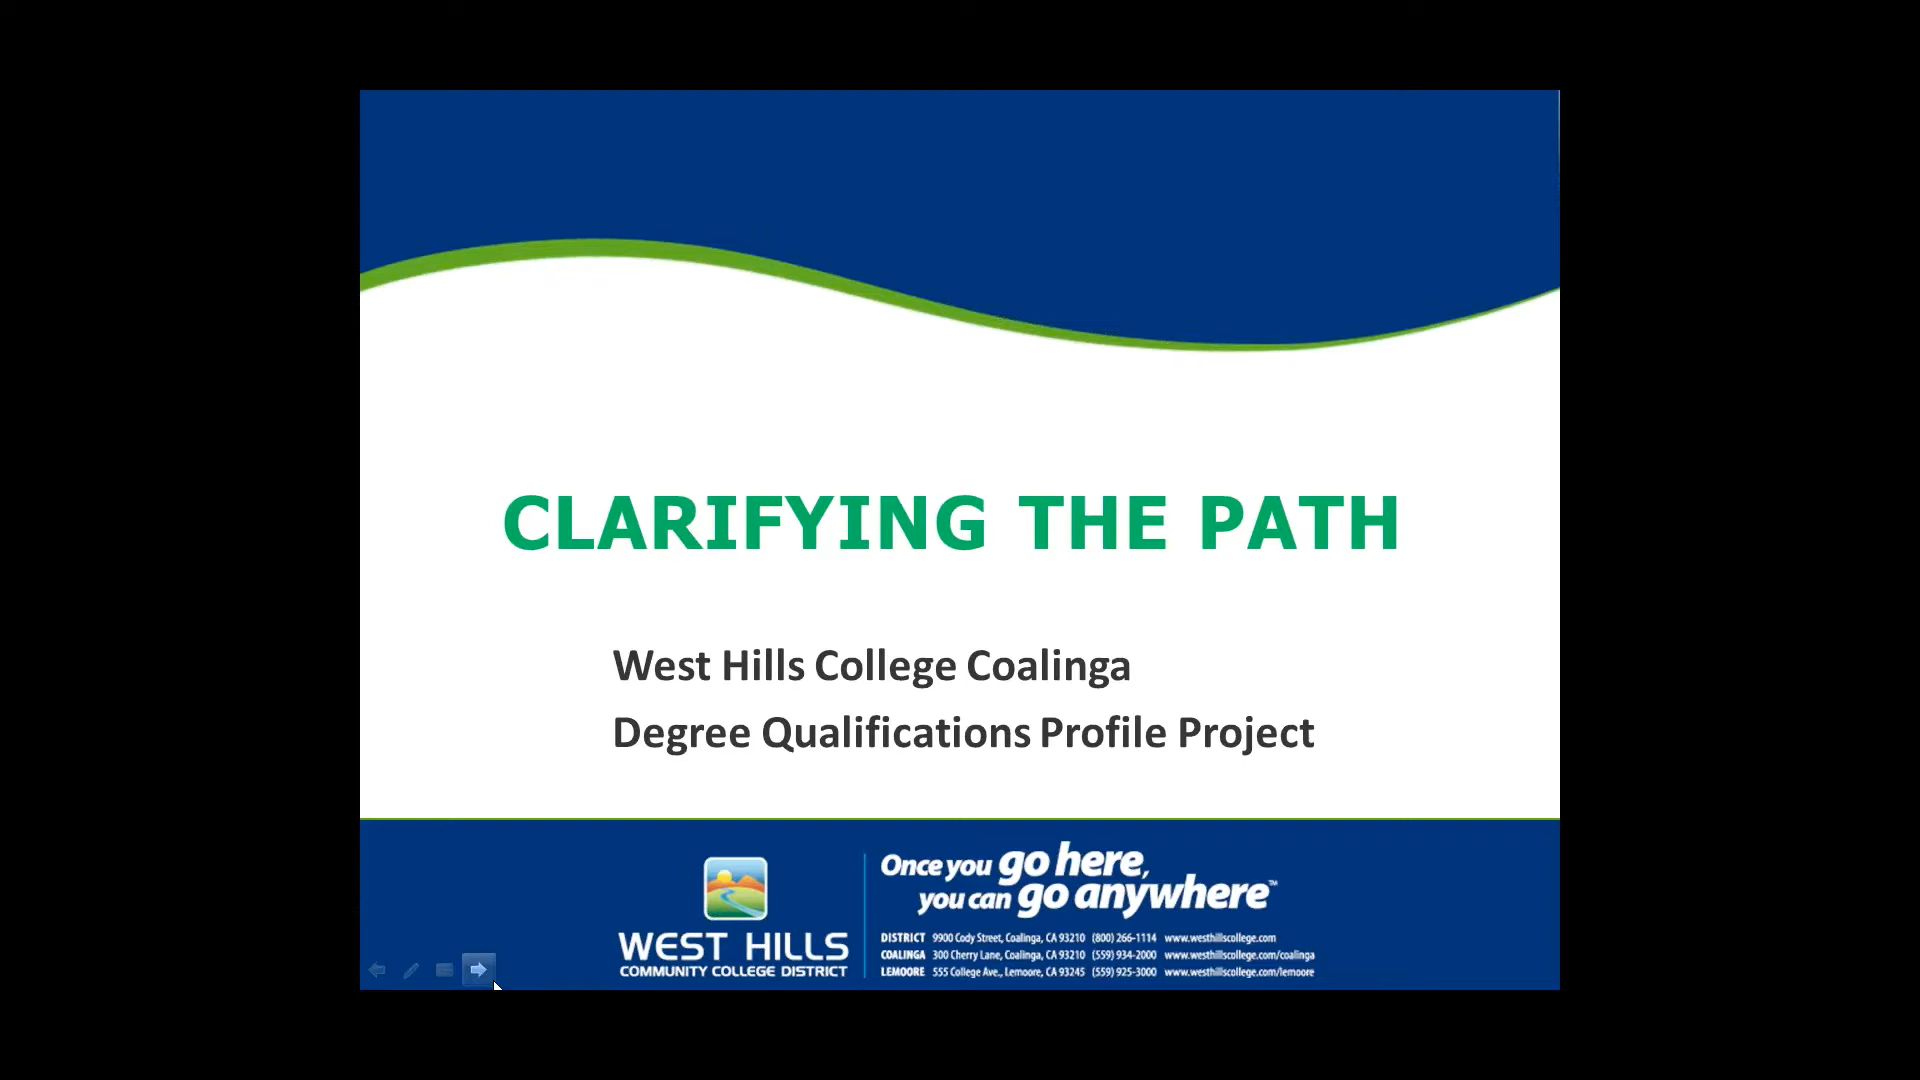 CLARIFYING THE PATH
West Hills College Coalinga
Degree Qualifications Profile Project
WEST HILLS
COMMUNITY COLLEGE DISTRICT
Once you go here,
you can go anywhere™
DISTRICT 9900 Cody Street, Coalinga, CA 93210 (800) 266-1114 www.westhillscollege.com
COALINGA 300 Cherry Lane, Coalinga, CA 93210 (559) 934-2000 www.westhillscollege.com/coalinga
LEMOORE 555 College Ave., Lemoore, CA 93245 (559) 925-3000 www.westhillscollege.com/lemoore